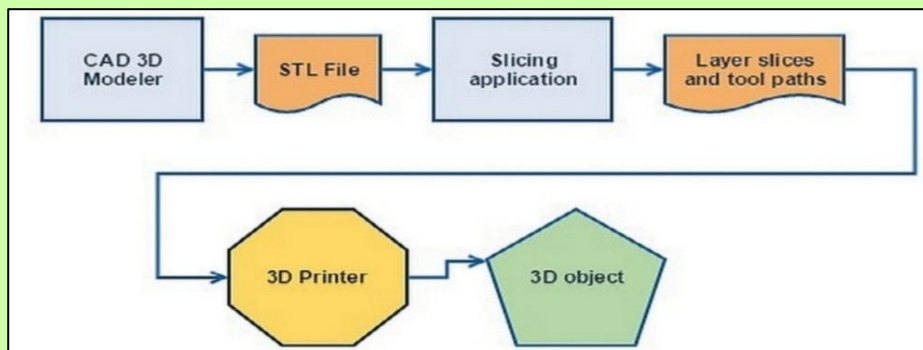 CAD 3D
Modeler
STL File
Slicing
application
Layer slices
and tool paths
3D Printer
3D object